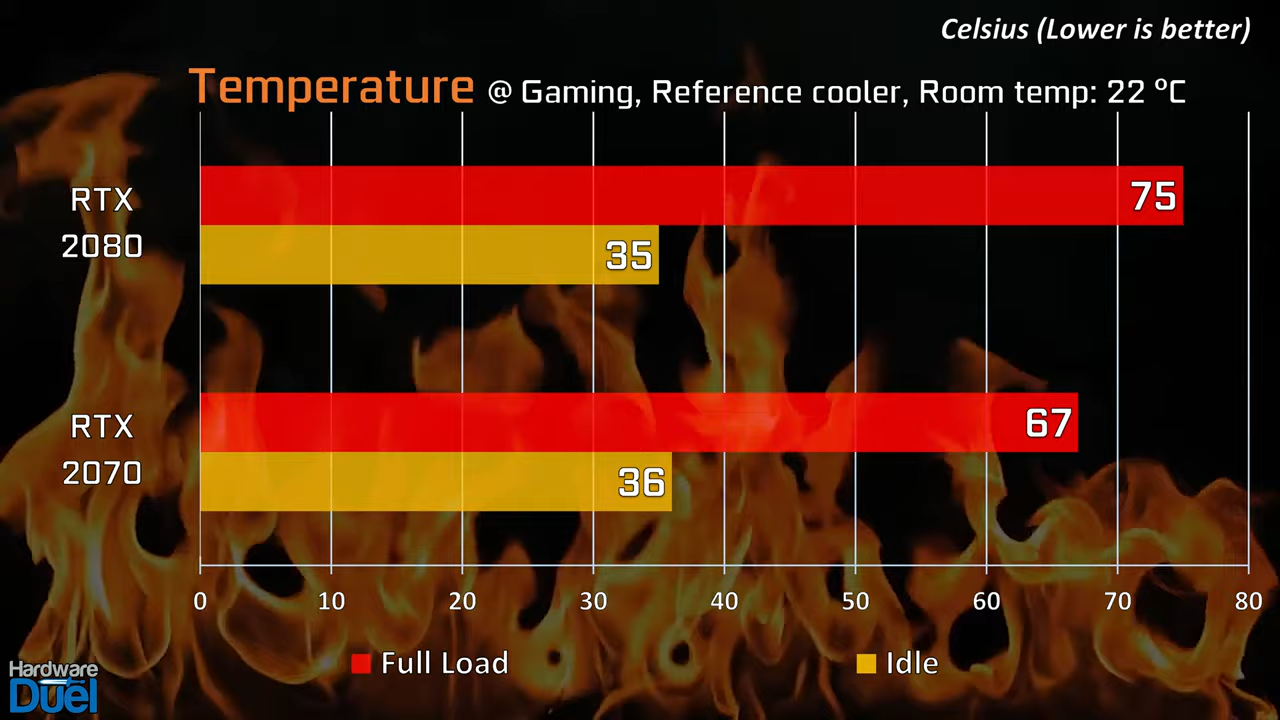 Celsius (Lower is better)
Temperature @ Gaming, Reference cooler, Room temp: 22 ºC
RTX
2080
75
35
RTX
2070
67
36
0 10 20 30 40 50 60 70 80
Full Load Idle
Hardware
Duel